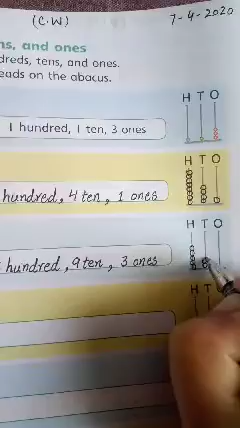 (C.W)
7-4-2020
ns, and ones
dreds, tens, and ones.
eads on the abacus.
H T O
1 hundred, 1 ten, 3 ones
H T O
hundred, 4 ten, 1 ones
H T O
hundred, 9 ten, 3 ones
H T